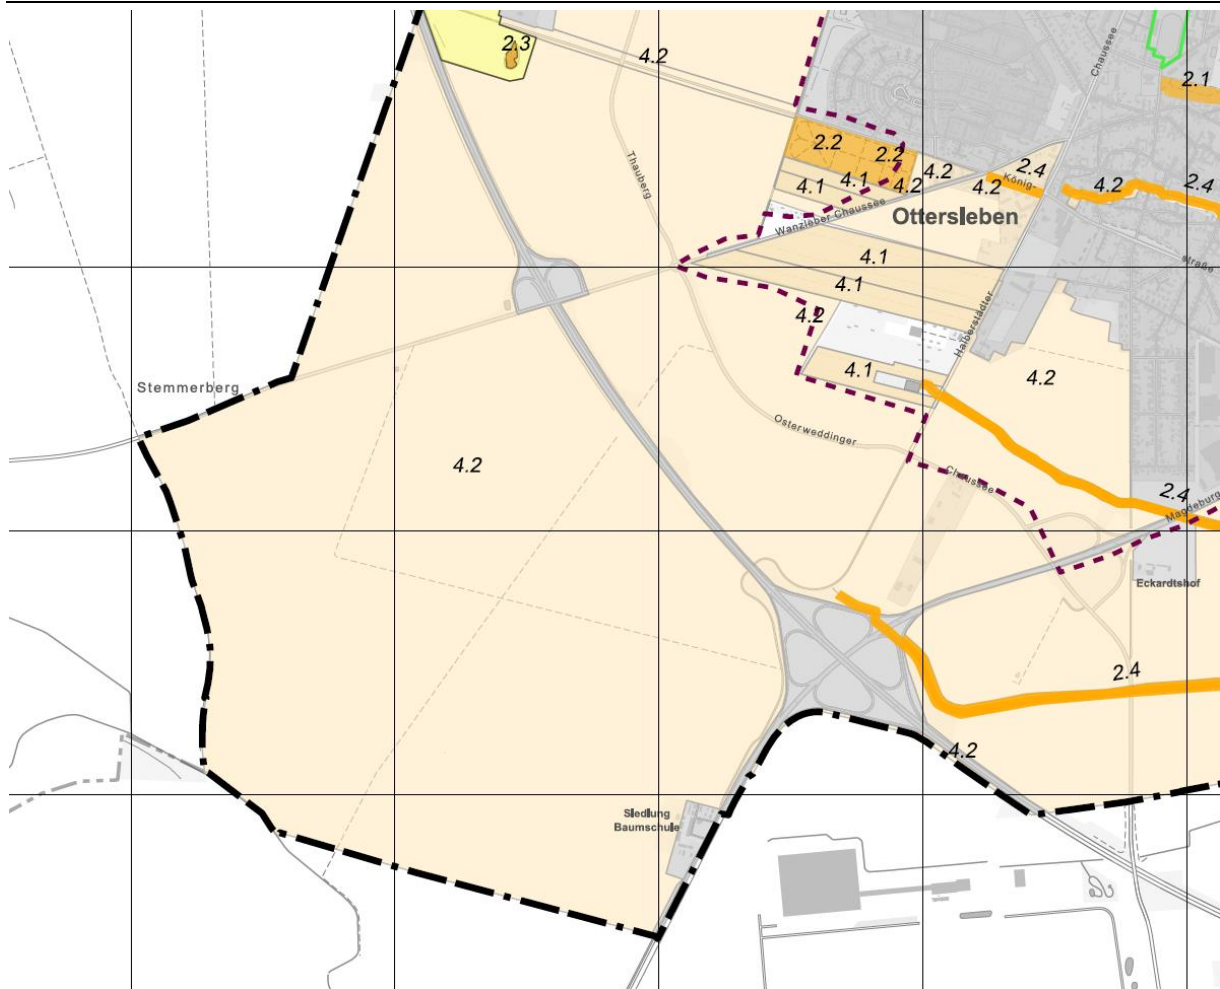 2.3
4.2
Chaussee
2.1
2.2
2.2
4.2
2.4
Thauberg
4.1
4.1
4.2
4.2
König-
4.2
2.4
Wanzleber Chaussee
Ottersleben
4.1
straße
4.1
4.2
Halberstädter
Stemmerberg
4.1
4.2
Osterweddinger
4.2
Chaussee
2.4
Magdeburg
Eckardtshof
2.4
4.2
Siedlung
Baumschule